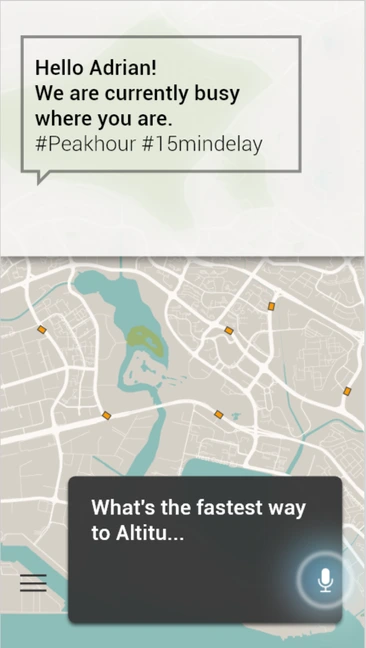 Hello Adrian!
We are currently busy
where you are.
#Peakhour #15mindelay
What's the fastest way
to Altitu...